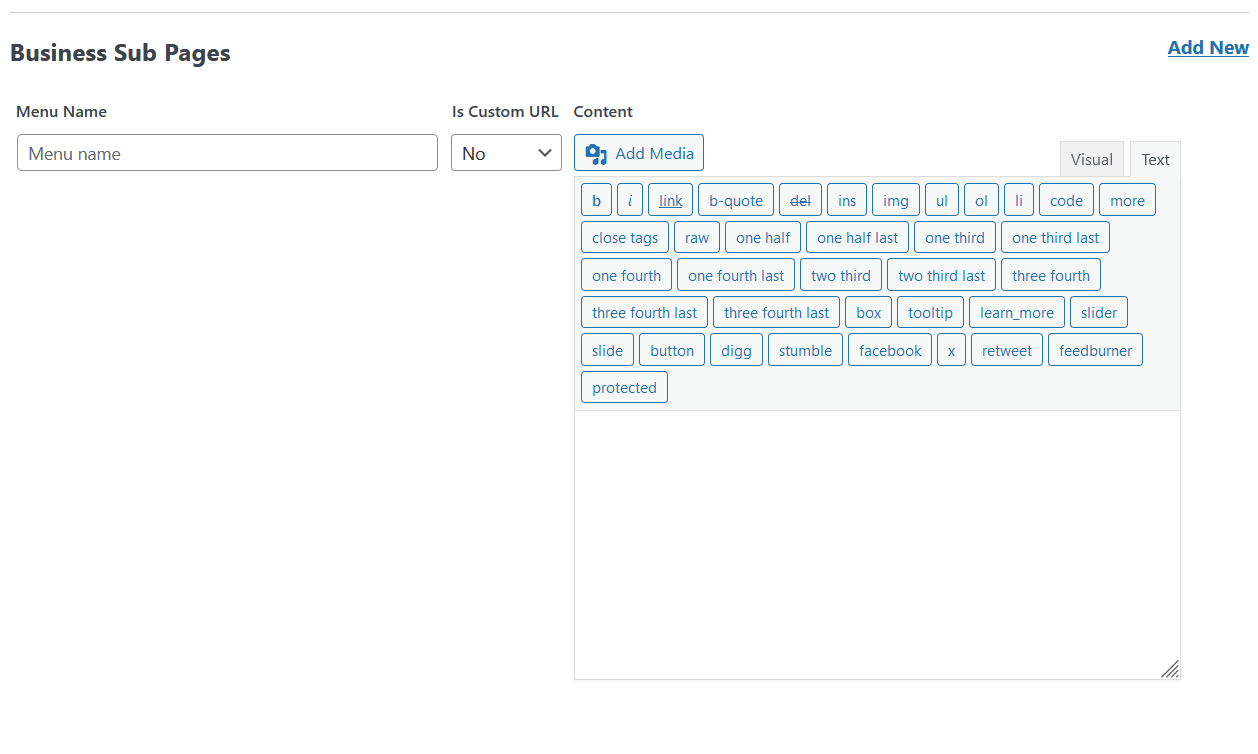 Business Sub Pages
Add New
Menu Name
Is Custom URL
Content
Menu name
No
Add Media
Visual
Text
b i link b-quote del ins img ul ol li code more
close tags raw one half one half last one third one third last
one fourth one fourth last two third two third last three fourth
three fourth last three fourth last box tooltip learn_more slider
slide button digg stumble facebook x retweet feedburner
protected